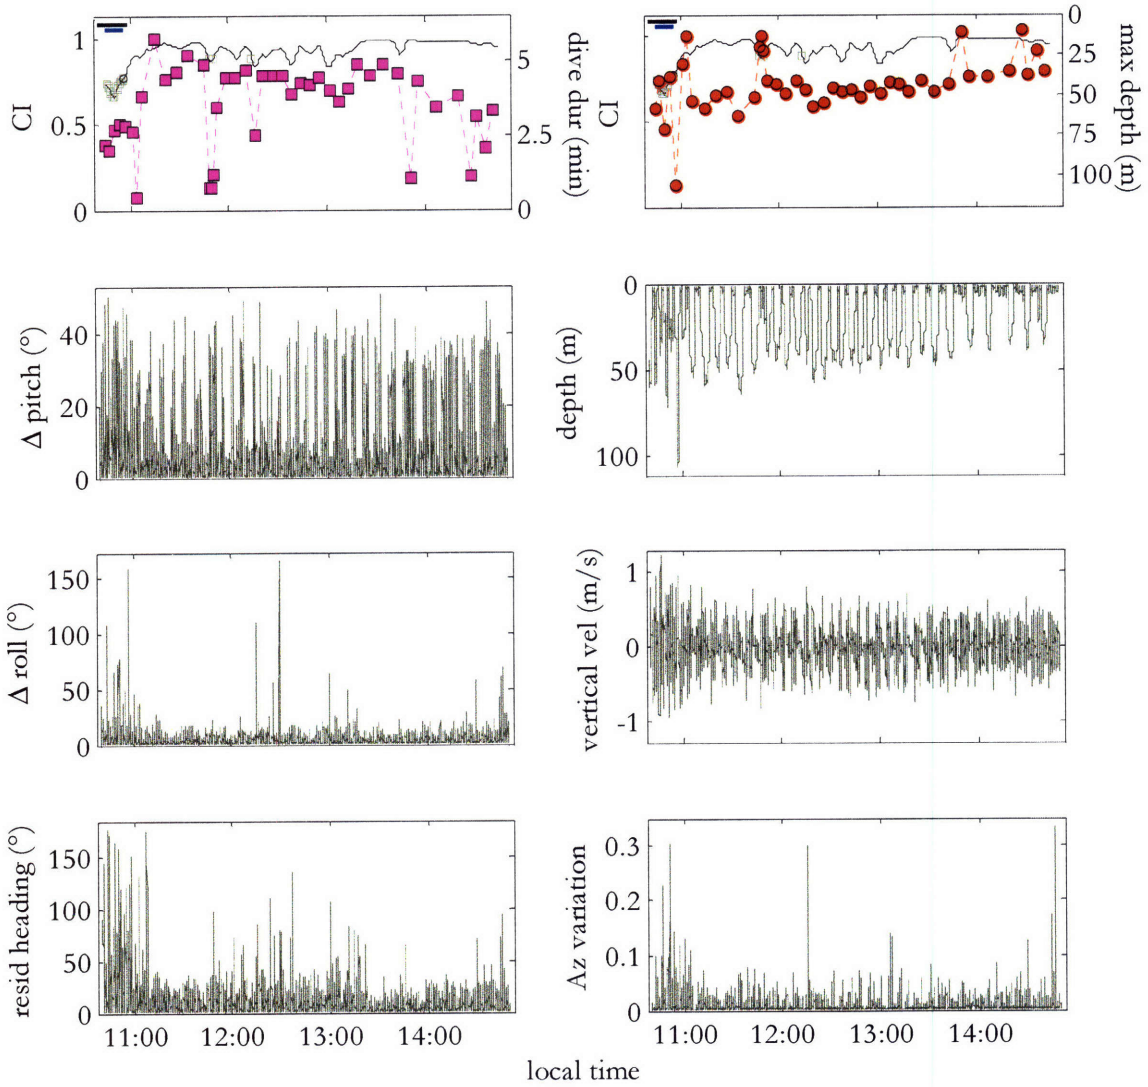 CI
1
0.5
0
5
2.5
0
dive dur (min)
CI
0
25
50
75
100
max depth (m)
Δ pitch (°)
40
20
0
depth (m)
0
50
100
Δ roll (°)
150
100
50
0
vertical vel (m/s)
1
0
-1
resid heading (°)
150
100
50
0
11:00 12:00 13:00 14:00
Az variation
0.3
0.2
0.1
0
11:00 12:00 13:00 14:00
local time